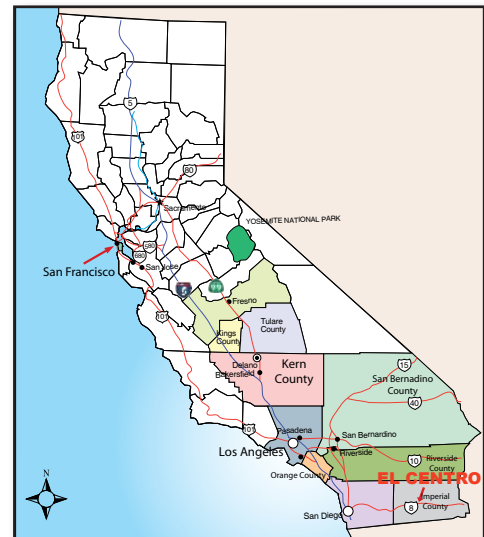 5
101
80
Sacramento
YOSEMITE NATIONAL PARK
680
680
San Francisco
San Jose
5
99
Fresno
101
Kings
County
Tulare
County
Delano
Bakersfield
Kern
County
15
San Bernadino
County
40
101
Pasadena
San Bernardino
Los Angeles
Riverside
10
Riverside
County
Orange County
EL CENTRO
Imperial
County
8
San Diego
N